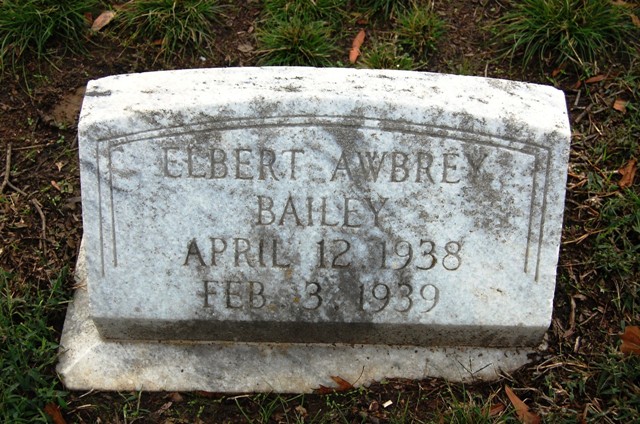 ELBERT AWBREY
BAILEY
APRIL 12 1938
FEB 3 1939